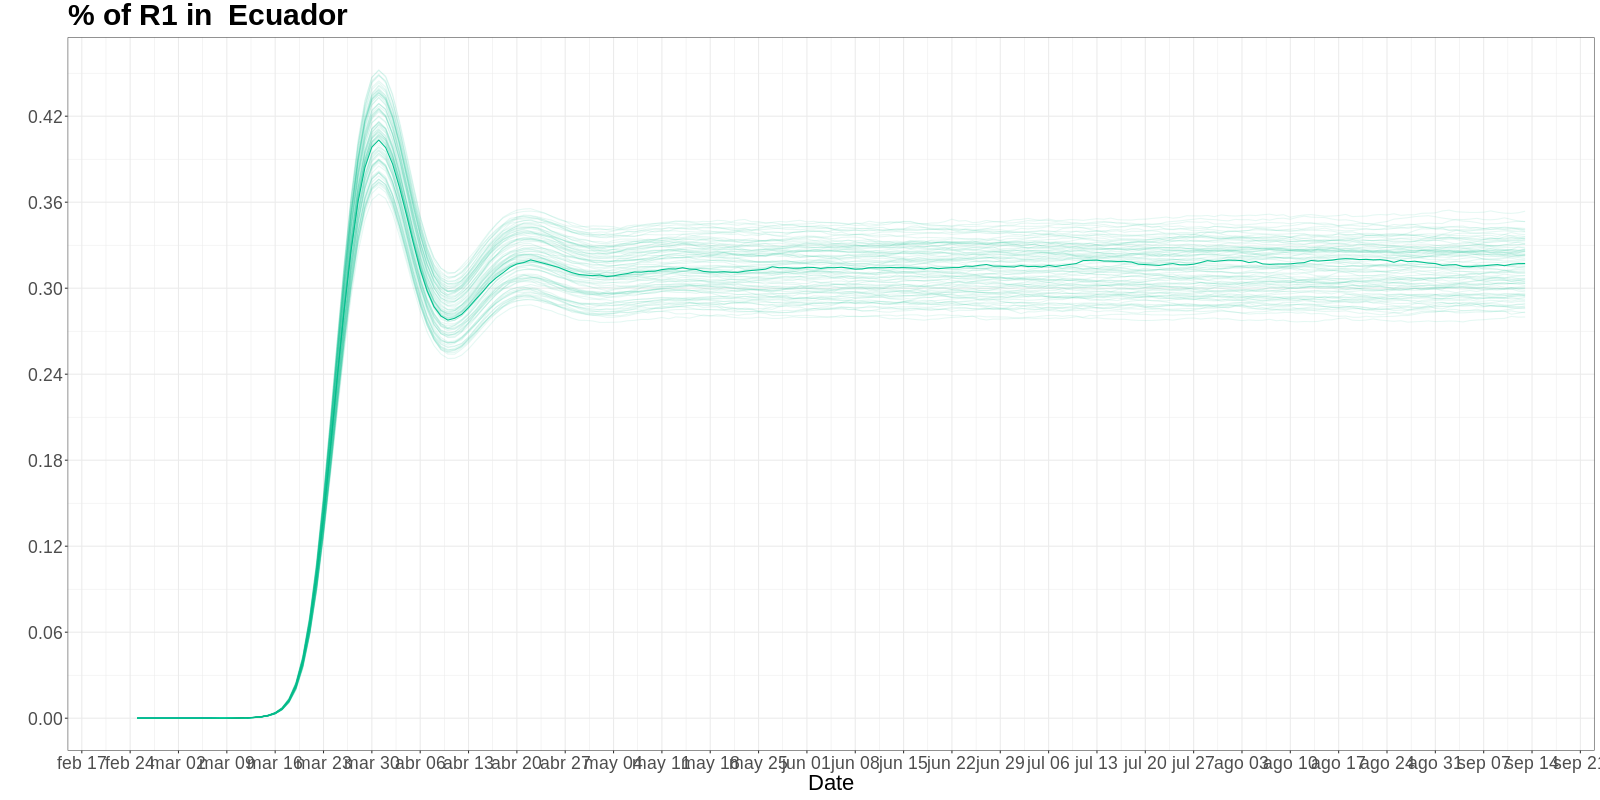 % of R1 in  Ecuador
0.42
0.36
0.30
0.24
0.18
0.12
0.06
0.00
feb 17 feb 24 mar 02 mar 09 mar 16 mar 23 mar 30 abr 06 abr 13 abr 20 abr 27 may 04 may 11 may 18 may 25 jun 01 jun 08 jun 15 jun 22 jun 29 jul 06 jul 13 jul 20 jul 27 ago 03 ago 10 ago 17 ago 24 ago 31 sep 07 sep 14 sep 21
Date